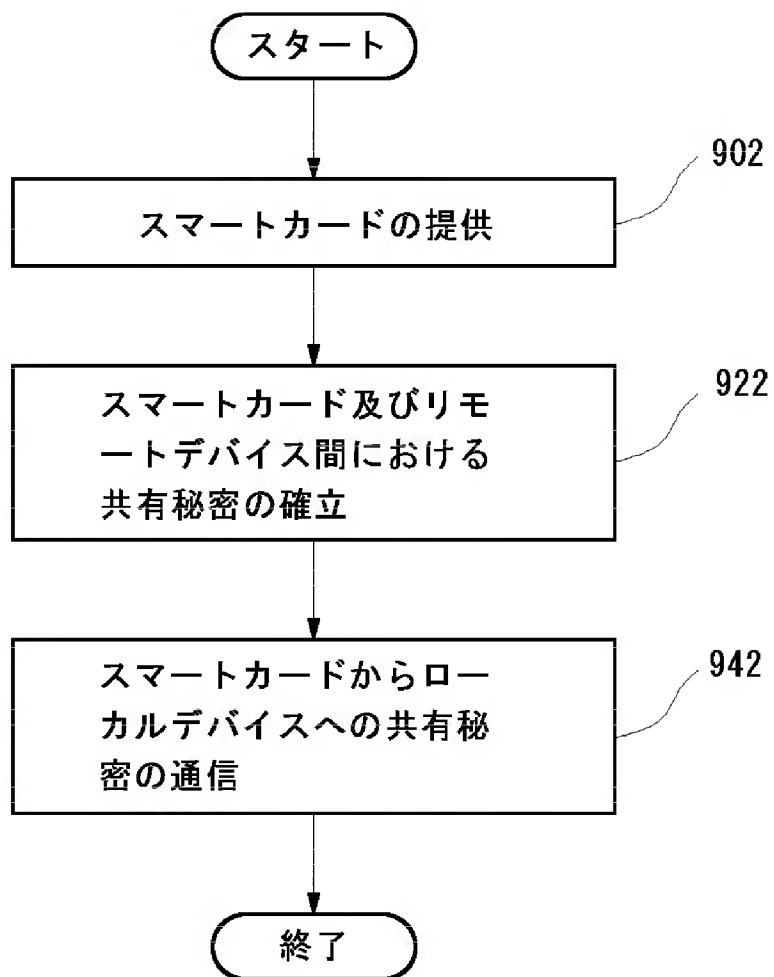 スタート
902
スマートカードの提供
922
スマートカード及びリモ
ートデバイス間における
共有秘密の確立
942
スマートカードからロー
カルデバイスへの共有秘
密の通信
終了